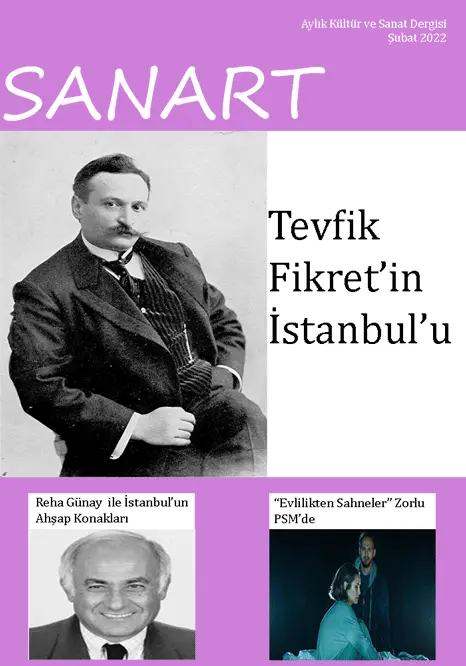 Aylık Kültür ve Sanat Dergisi
Şubat 2022
SANART
Tevfik
Fikret’in
İstanbul’u
Reha Günay ile İstanbul’un
Ahşap Konakları
“Evlilikten Sahneler” Zorlu
PSM’de